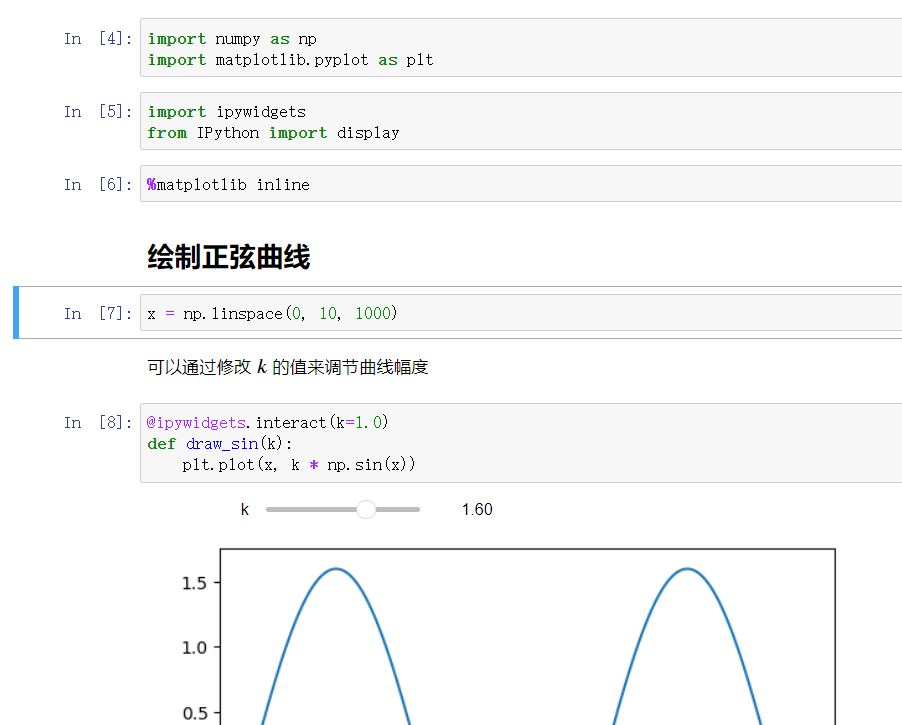 In [4]: import numpy as np
import matplotlib.pyplot as plt
In [5]: import ipywidgets
from IPython import display
In [6]: %matplotlib inline
绘制正弦曲线
In [7]: x = np.linspace(0, 10, 1000)
可以通过修改 k 的值来调节曲线幅度
In [8]: @ipywidgets.interact(k=1.0)
def draw_sin(k):
    plt.plot(x, k * np.sin(x))
k 1.60
1.5
1.0
0.5